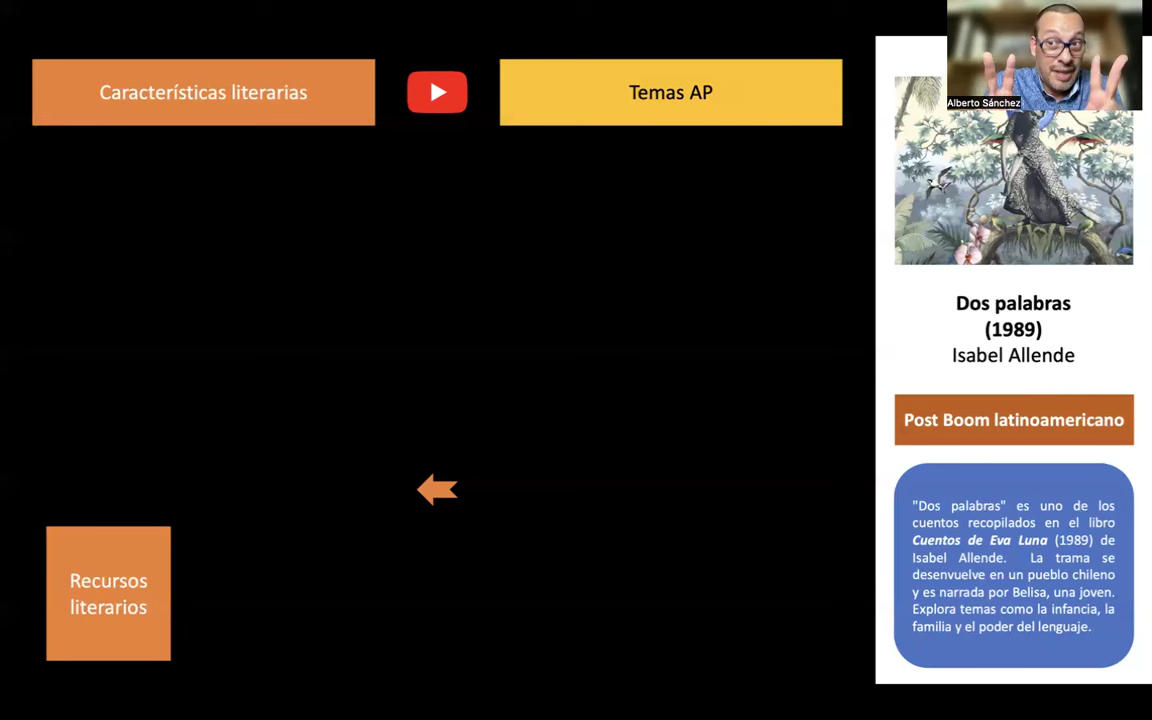 Características literarias
Temas AP
Alberto Sánchez
Dos palabras
(1989)
Isabel Allende
Post Boom latinoamericano
"Dos palabras" es uno de los
cuentos recopilados en el libro
Cuentos de Eva Luna (1989) de
Isabel Allende. La trama se
desenvuelve en un pueblo chileno
y es narrada por Belisa, una joven.
Explora temas como la infancia, la
familia y el poder del lenguaje.
Recursos
literarios